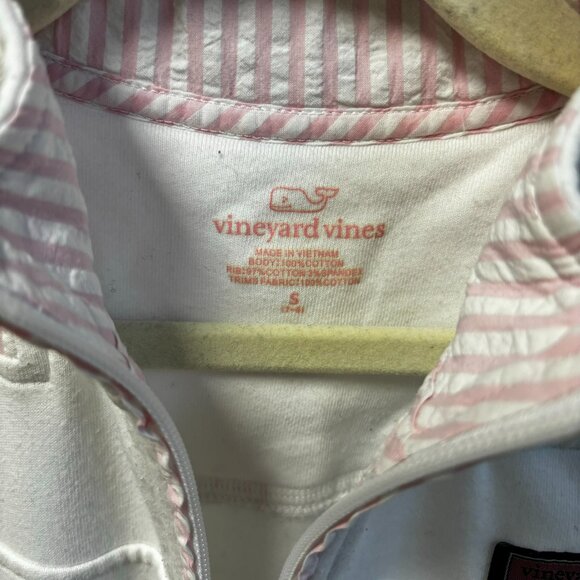 vineyard vines
MADE IN VIETNAM
BODY:100%COTTON
RIB:97%COTTON 3%SPANDEX
TRIMS FABRIC:100%COTTON
S
(7-8)
viney